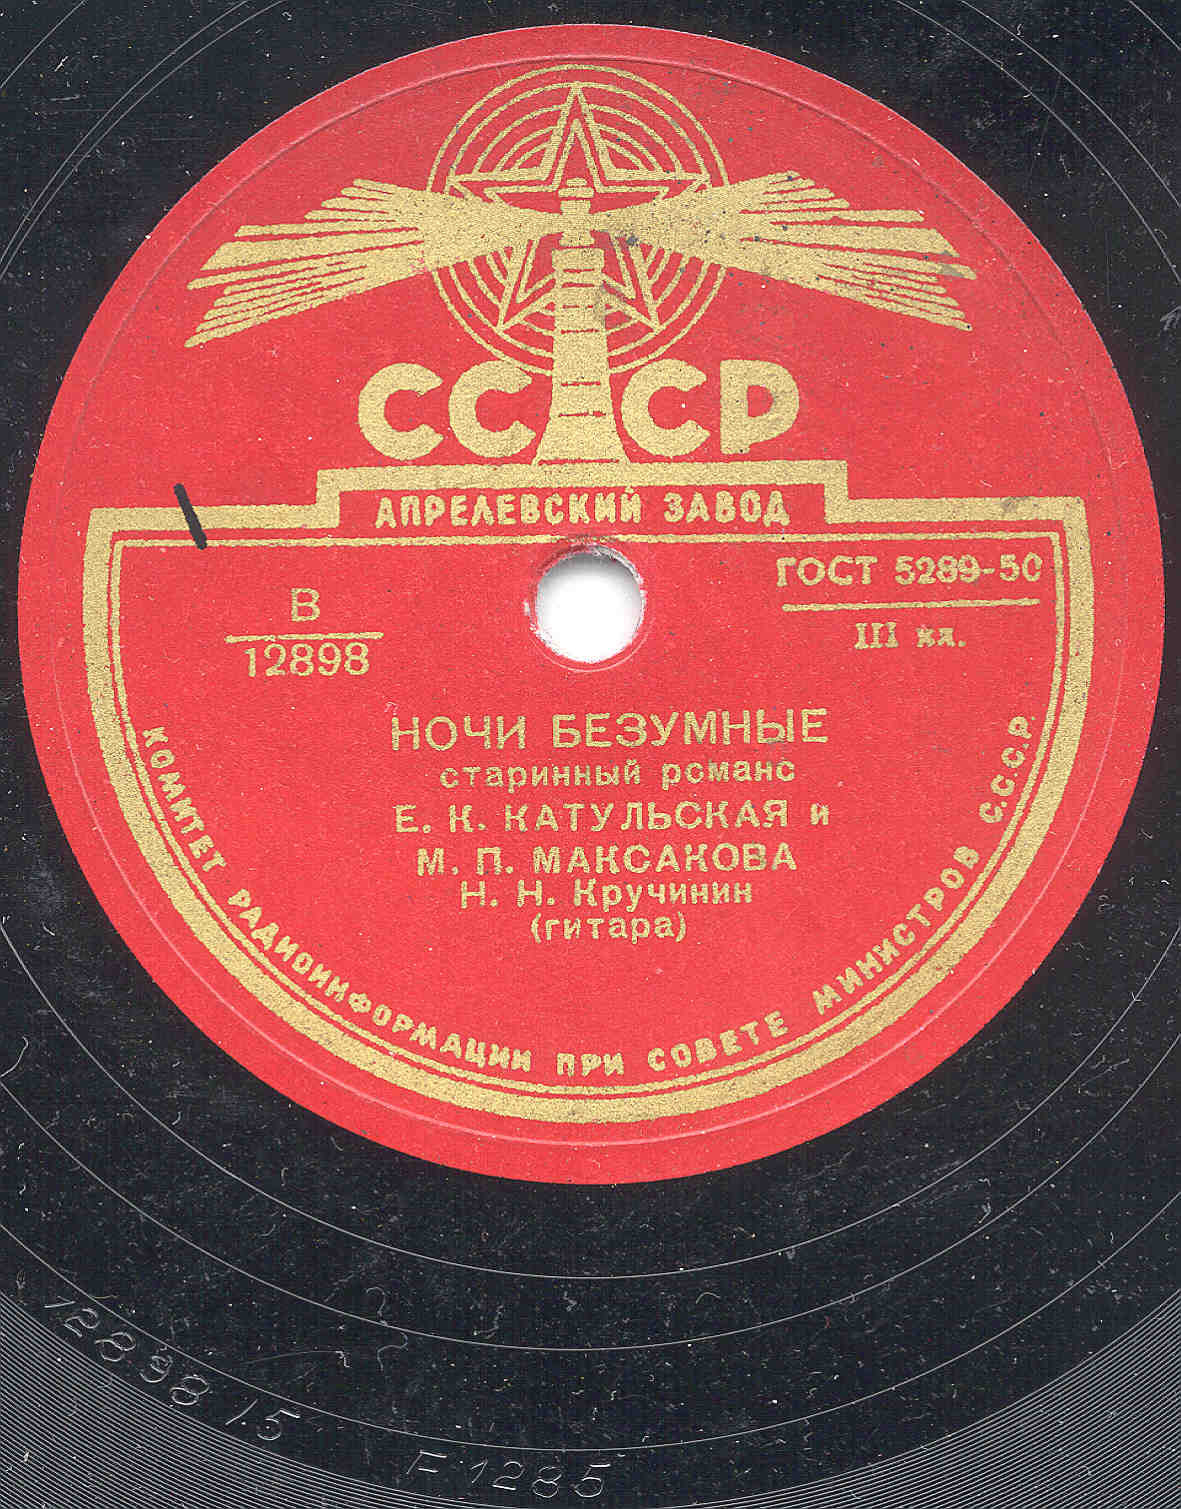 СССР
АПРЕЛЕВСКИЙ ЗАВОД
В
12898
ГОСТ 5289-50
III кл.
НОЧИ БЕЗУМНЫЕ
старинный романс
Е. К. КАТУЛЬСКАЯ и
М. П. МАКСАКОВА
Н. Н. Кручинин
(гитара)
КОМИТЕТ РАДИОИНФОРМАЦИИ ПРИ СОВЕТЕ МИНИСТРОВ С.С.С.Р.
12898 15
F 1285